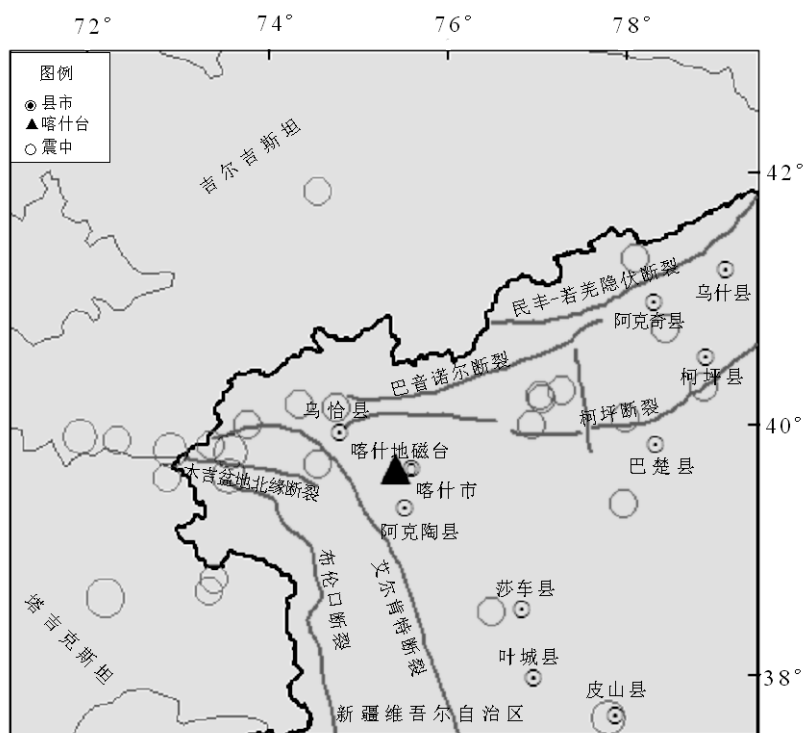 72°
74°
76°
78°
图例
县市
喀什台
震中
吉尔吉斯坦
42°
民丰-若羌隐伏断裂
乌什县
阿克奇县
巴音诺尔断裂
柯坪县
乌恰县
柯坪断裂
40°
喀什地磁台
巴楚县
木吉盆地北缘断裂
喀什市
阿克陶县
布伦口断裂
艾尔肯特断裂
莎车县
塔吉克斯坦
叶城县
38°
皮山县
新疆维吾尔自治区